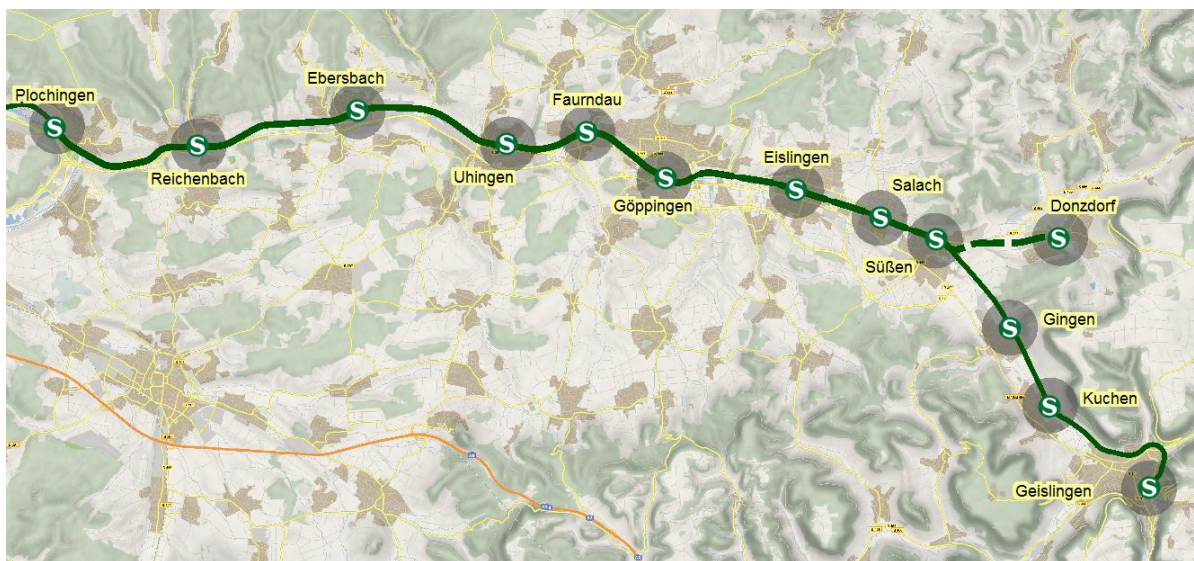 Plochingen
S
Reichenbach
S
Ebersbach
S
Uhingen
S
Faurndau
S
Göppingen
S
Eislingen
S
Salach
S
Süßen
S
Donzdorf
S
Gingen
S
Kuchen
S
Geislingen
S